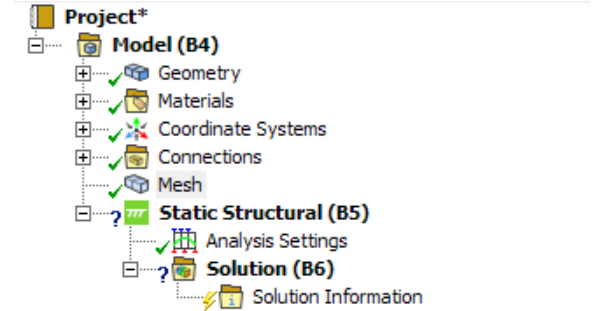 Project*
Model (B4)
Geometry
Materials
Coordinate Systems
Connections
Mesh
Static Structural (B5)
Analysis Settings
Solution (B6)
Solution Information